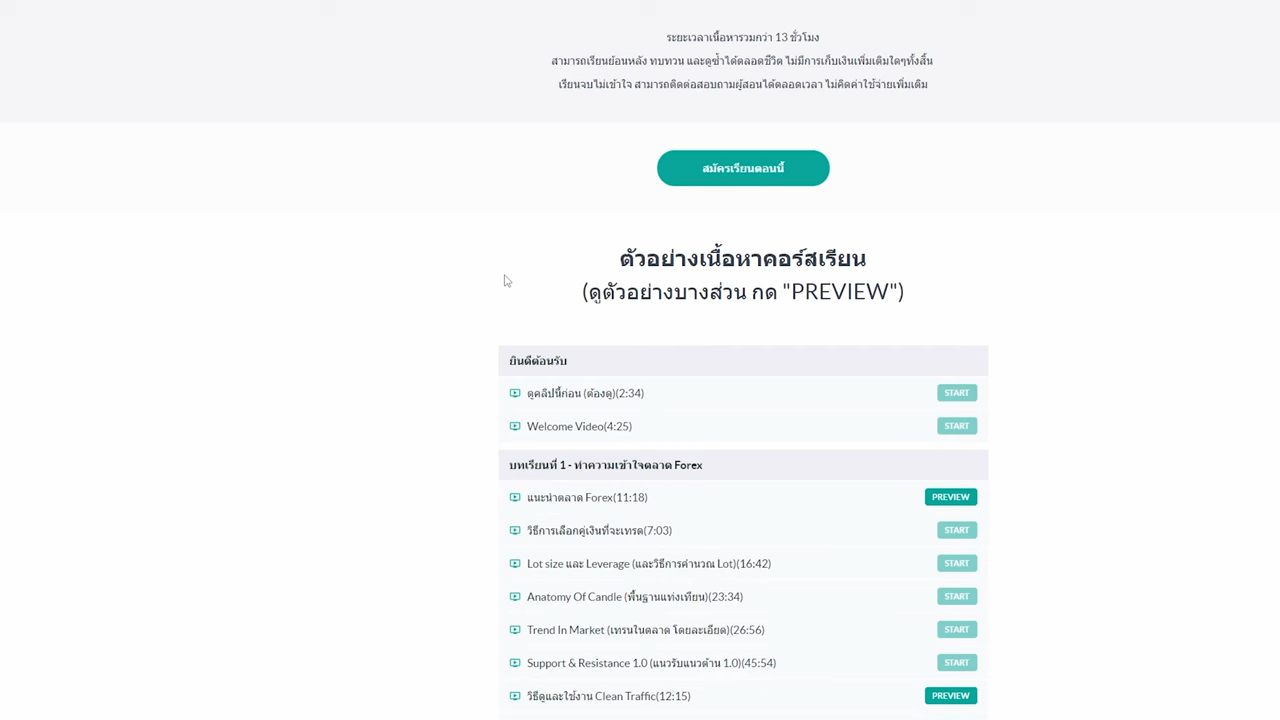 ระยะเวลาเนื้อหารวมกว่า 13 ชั่วโมง
สามารถเรียนย้อนหลัง ทบทวน และดูซ้ำได้ตลอดชีวิต ไม่มีการเก็บเงินเพิ่มเติมใดๆทั้งสิ้น
เรียนจบไม่เข้าใจ สามารถติดต่อสอบถามผู้สอนได้ตลอดเวลา ไม่คิดค่าใช้จ่ายเพิ่มเติม
สมัครเรียนตอนนี้
ตัวอย่างเนื้อหาคอร์สเรียน
(ดูตัวอย่างบางส่วน กด "PREVIEW")
ยินดีต้อนรับ
ดูคลิปนี้ก่อน (ต้องดู)(2:34) START
Welcome Video(4:25) START
บทเรียนที่ 1 - ทำความเข้าใจตลาด Forex
แนะนำตลาด Forex(11:18) PREVIEW
วิธีการเลือกคู่เงินที่จะเทรด(7:03) START
Lot size และ Leverage (และวิธีการคำนวณ Lot)(16:42) START
Anatomy Of Candle (พื้นฐานแท่งเทียน)(23:34) START
Trend In Market (เทรนในตลาด โดยละเอียด)(26:56) START
Support & Resistance 1.0 (แนวรับแนวต้าน 1.0)(45:54) START
วิธีดูและใช้งาน Clean Traffic(12:15) PREVIEW